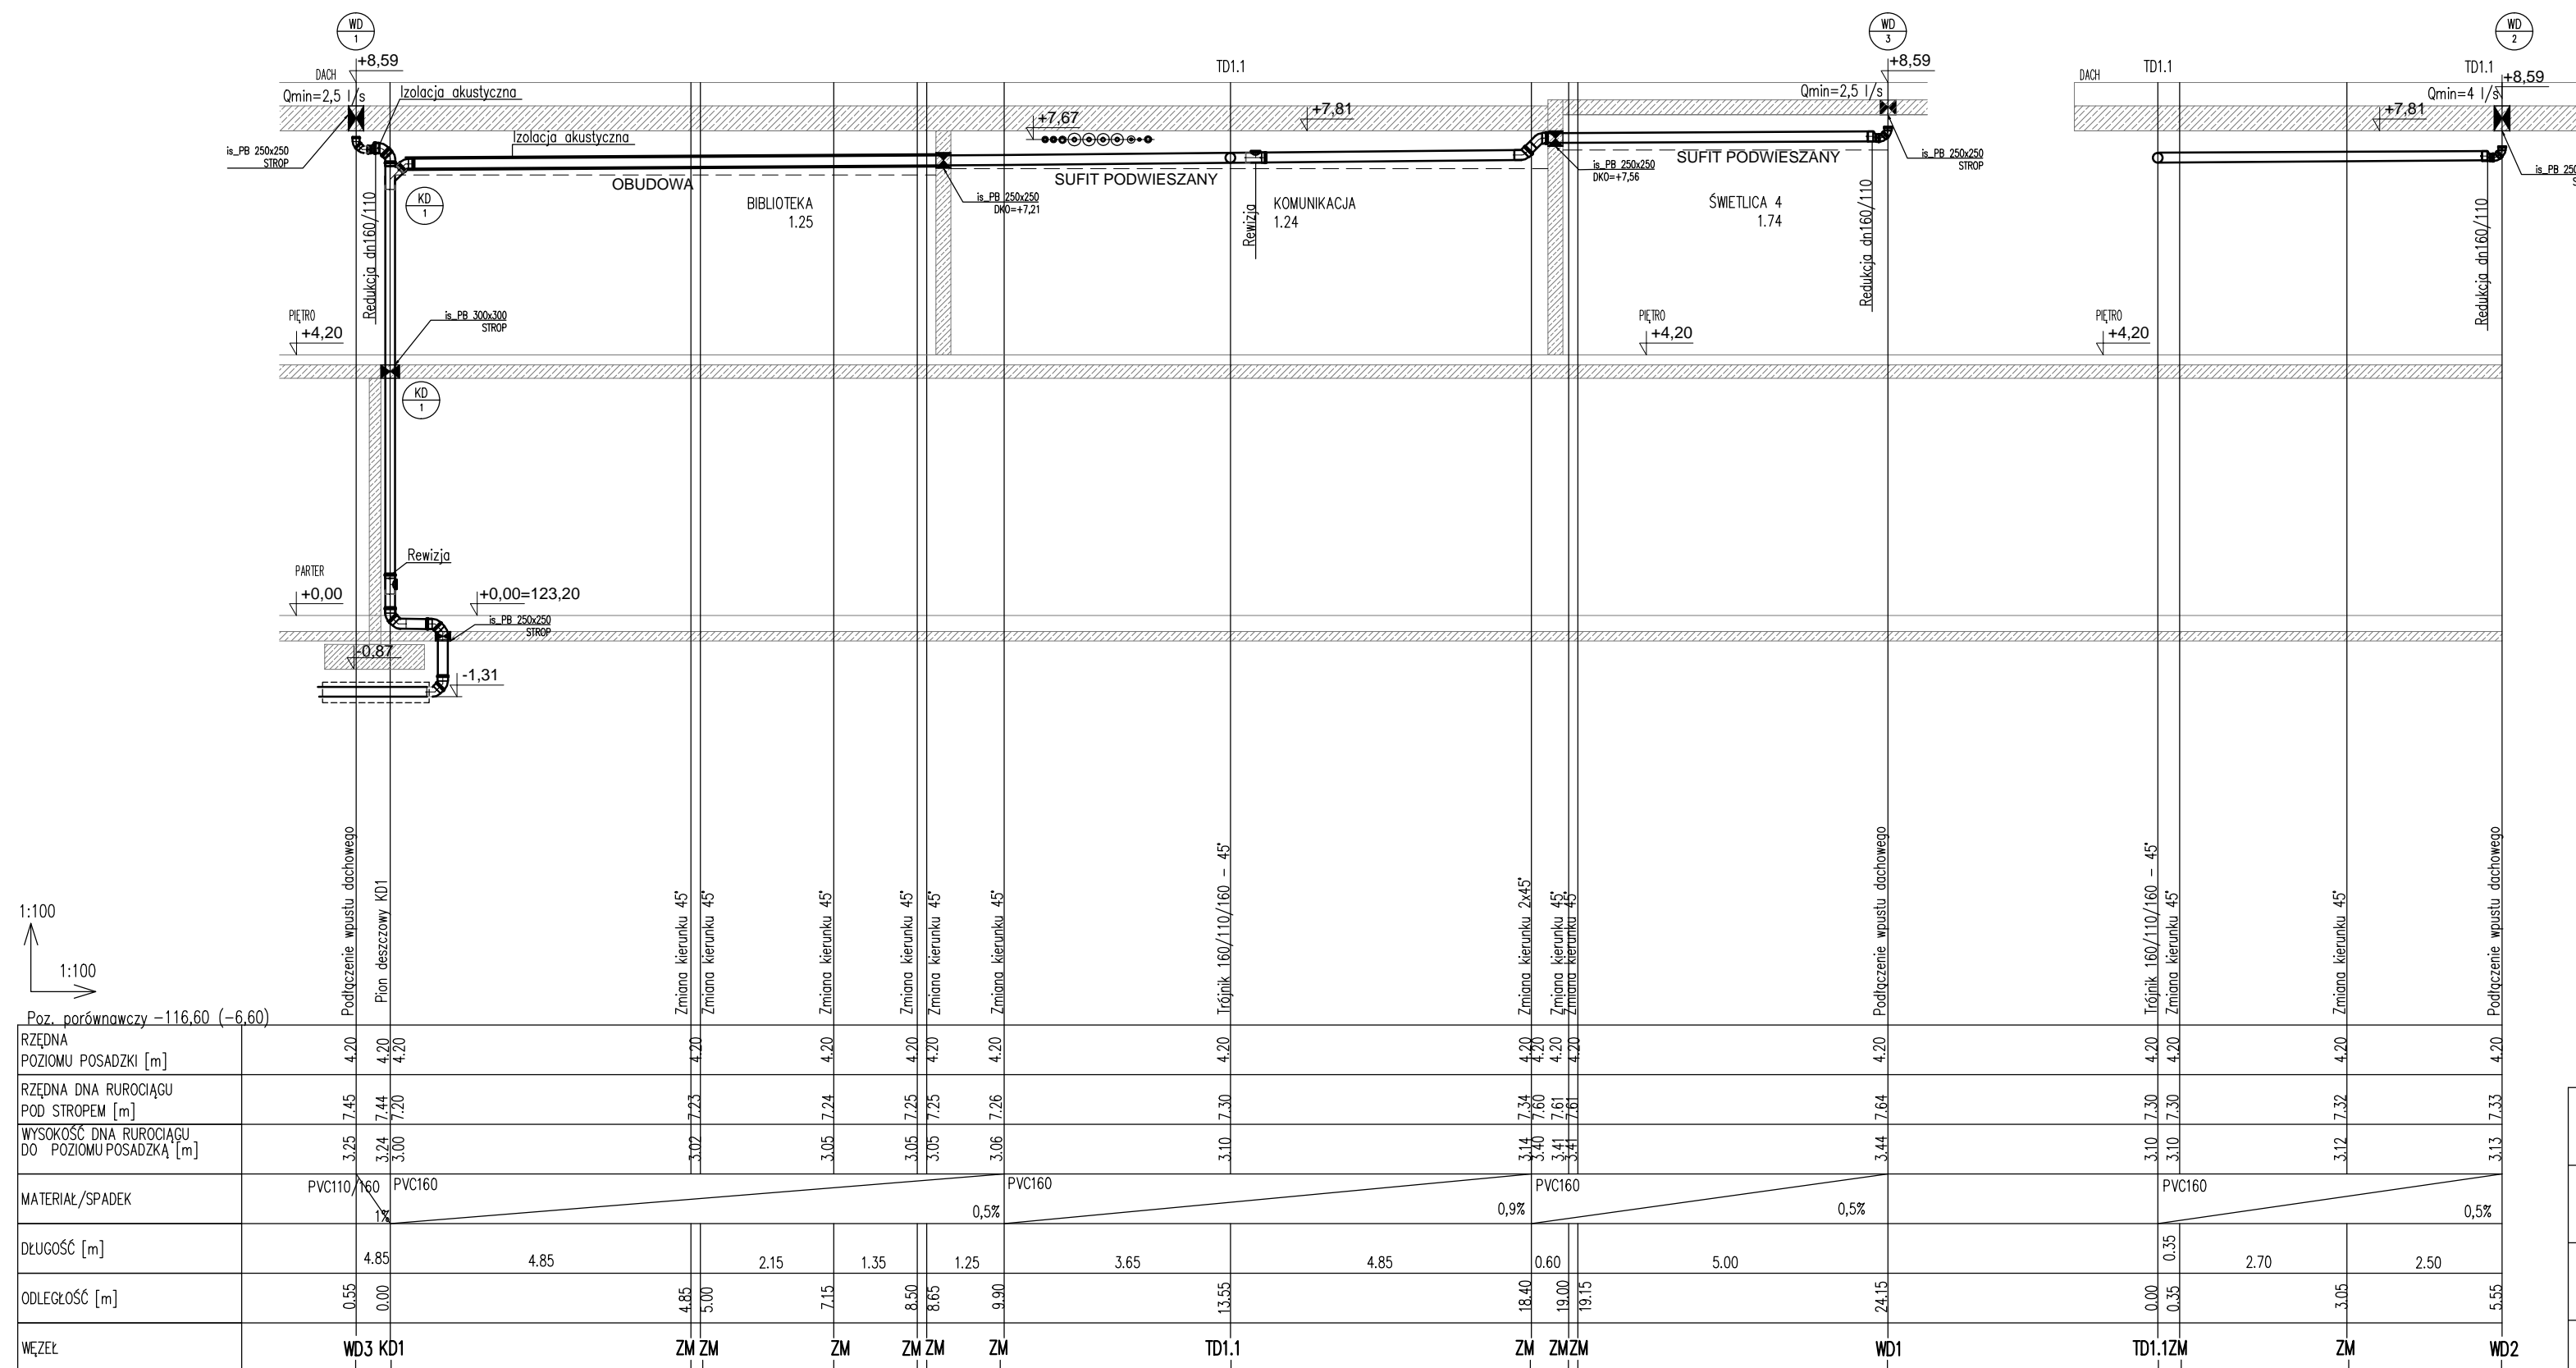 WD
1
WD
3
WD
2
+8,59
DACH
TD1.1
+8,59
DACH
TD1.1
TD1.1
+8,59
Qmin=2,5 l/s
Izolacja akustyczna
Qmin=2,5 l/s
Qmin=4 l/s
+7,67
+7,81
+7,81
Izolacja akustyczna
is_PB 250x250
STROP
OBUDOWA
SUFIT PODWIESZANY
is_PB 250x250
DKO=+7,56
SUFIT PODWIESZANY
is_PB 250x250
STROP
is_PB 250
KD
1
BIBLIOTEKA
1.25
is_PB 250x250
DKO=+7,21
Rewizja
KOMUNIKACJA
1.24
ŚWIETLICA 4
1.74
Redukcja dn160/110
Redukcja dn160/110
Redukcja dn160/110
PIĘTRO
+4,20
is_PB 300x300
STROP
PIĘTRO
+4,20
PIĘTRO
+4,20
KD
1
Rewizja
PARTER
+0,00
+0,00=123,20
is_PB 250x250
STROP
-0,87
-1,31
1:100
1:100
Poz. porównawczy -116,60 (-6,60)
Podłączenie wpustu dachowego
Pion deszczowy KD1
Zmiana kierunku 45°
Zmiana kierunku 45°
Zmiana kierunku 45°
Zmiana kierunku 45°
Zmiana kierunku 45°
Zmiana kierunku 45°
Trójnik 160/110/160 - 45°
Zmiana kierunku 2x45°
Zmiana kierunku 45°
Zmiana kierunku 45°
Podłączenie wpustu dachowego
Trójnik 160/110/160 - 45°
Zmiana kierunku 45°
Zmiana kierunku 45°
Podłączenie wpustu dachowego
RZĘDNA
POZIOMU POSADZKI [m]
4.20 4.20 4.20 4.20 4.20 4.20 4.20 4.20 4.20 4.20 4.20 4.20 4.20 4.20 4.20 4.20 4.20 4.20
RZĘDNA DNA RUROCIĄGU
POD STROPEM [m]
7.45 7.44 7.20 7.23 7.24 7.25 7.25 7.26 7.30 7.34 7.60 7.61 7.61 7.64 7.30 7.30 7.32 7.33
WYSOKOŚĆ DNA RUROCIĄGU
DO POZIOMU POSADZKĄ [m]
3.25 3.24 3.00 3.02 3.05 3.05 3.05 3.06 3.10 3.14 3.40 3.41 3.41 3.44 3.10 3.10 3.12 3.13
MATERIAŁ/SPADEK
PVC110/160 1% PVC160 0,5% PVC160 0,9% PVC160 0,5% PVC160 0,5%
DŁUGOŚĆ [m]
4.85 4.85 2.15 1.35 1.25 3.65 4.85 0.60 5.00 0.35 2.70 2.50
ODLEGŁOŚĆ [m]
0.55 0.00 4.85 5.00 7.15 8.50 8.65 9.90 13.55 18.40 19.00 19.15 24.15 0.00 0.35 3.05 5.55
WĘZEŁ
WD3 KD1 ZM ZM ZM ZM ZM ZM TD1.1 ZM ZM ZM WD1 TD1.1 ZM ZM WD2